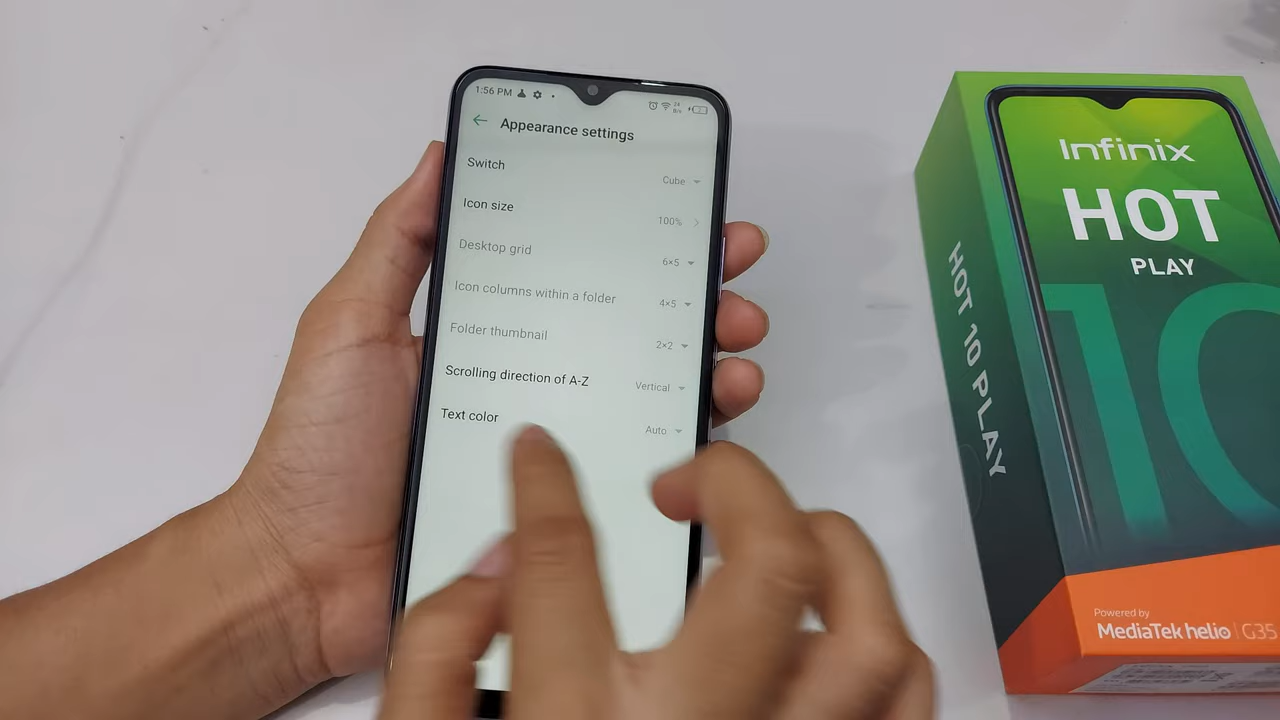 1:56 PM
Appearance settings
Switch
Cube
Icon size
100%
Desktop grid
6×5
Icon columns within a folder
4×5
Folder thumbnail
2×2
Scrolling direction of A-Z
Vertical
Text color
Auto
Infinix
HOT
PLAY
10
HOT 10 PLAY
Powered by
MediaTek helio | G35